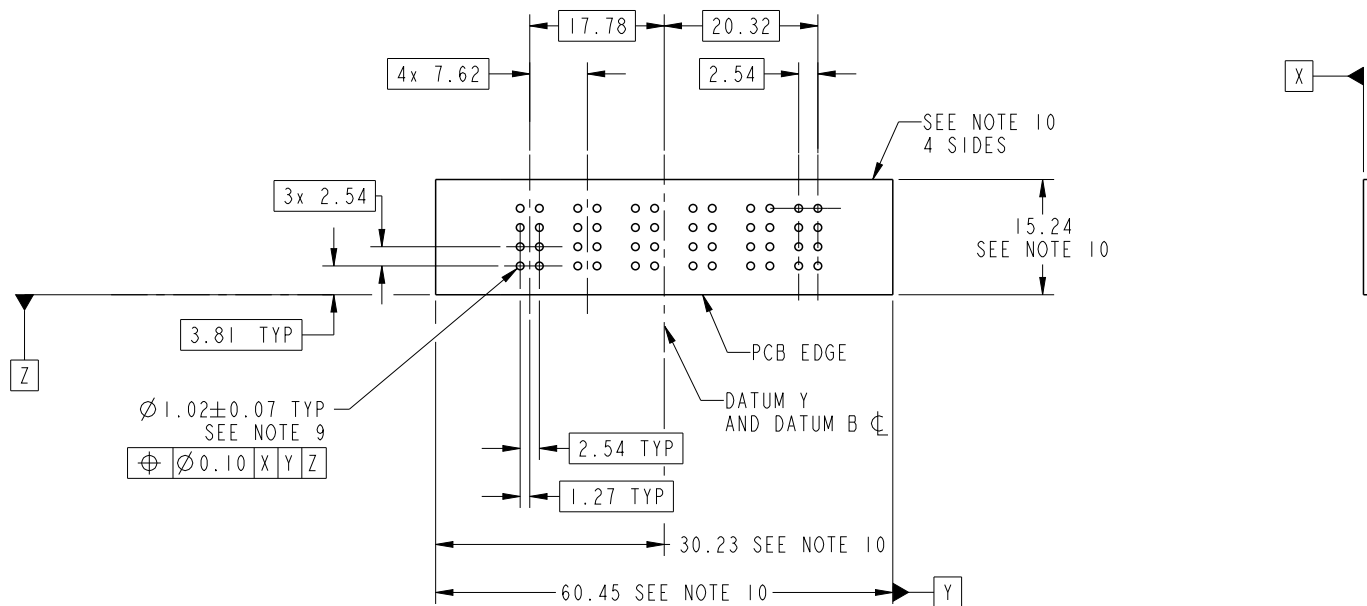 17.78
20.32
4x 7.62
2.54
X
SEE NOTE 10
4 SIDES
3x 2.54
15.24
SEE NOTE 10
3.81 TYP
PCB EDGE
Z
DATUM Y
AND DATUM B ℄
Ø1.02±0.07 TYP
SEE NOTE 9
⌖ Ø0.10 X Y Z
2.54 TYP
1.27 TYP
30.23 SEE NOTE 10
60.45 SEE NOTE 10
Y